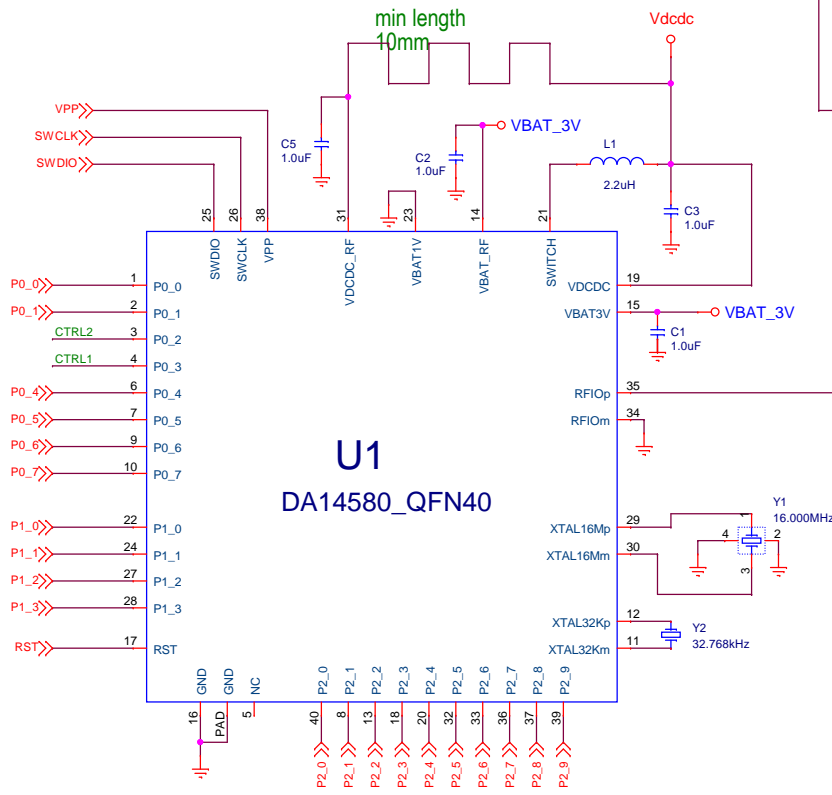 min length
10mm
Vdcdc
VPP
SWCLK
SWDIO
C5
1.0uF
C2
1.0uF
VBAT_3V
L1
2.2uH
C3
1.0uF
25
26
38
31
23
14
21
SWDIO
SWCLK
VPP
VDCDC_RF
VBAT1V
VBAT_RF
SWITCH
P0_0
1
P0_0
VDCDC
19
P0_1
2
P0_1
VBAT3V
15
VBAT_3V
C1
1.0uF
CTRL2
3
P0_2
CTRL1
4
P0_3
P0_4
6
P0_4
RFIOp
35
P0_5
7
P0_5
RFIOm
34
P0_6
9
P0_6
P0_7
10
P0_7
U1
DA14580_QFN40
P1_0
22
P1_0
XTAL16Mp
29
P1_1
24
P1_1
XTAL16Mm
30
Y1
16.000MHz
1
4
2
3
P1_2
27
P1_2
P1_3
28
P1_3
XTAL32Kp
12
RST
17
RST
XTAL32Km
11
Y2
32.768kHz
GND
GND
NC
P2_0
P2_1
P2_2
P2_3
P2_4
P2_5
P2_6
P2_7
P2_8
P2_9
16
PAD
5
40
8
13
18
20
32
33
36
37
39
P2_0
P2_1
P2_2
P2_3
P2_4
P2_5
P2_6
P2_7
P2_8
P2_9